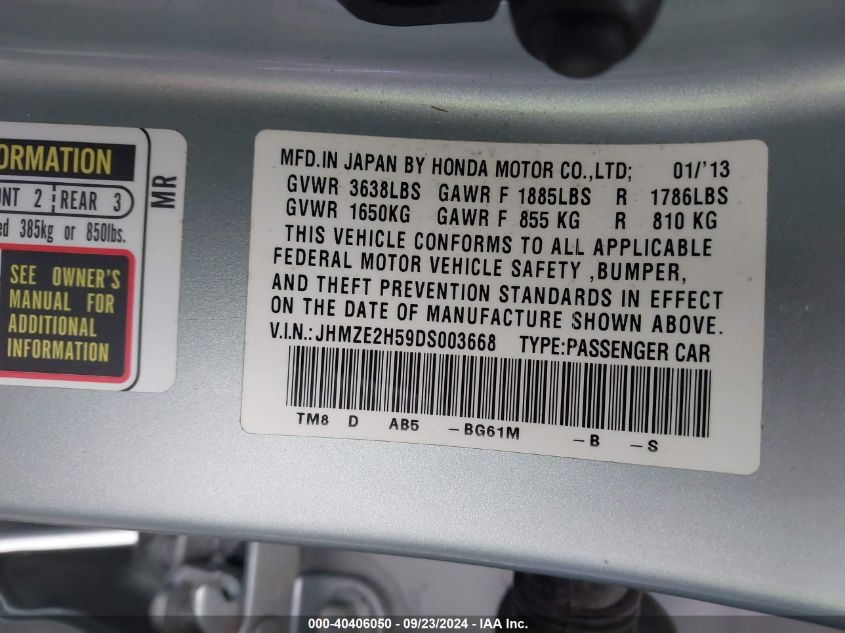 ORMATION
NT 2 REAR 3
ed 385kg or 850lbs.
SEE OWNER'S
MANUAL FOR
ADDITIONAL
INFORMATION
MR
MFD.IN JAPAN BY HONDA MOTOR CO.,LTD; 01/'13
GVWR 3638LBS GAWR F 1885LBS R 1786LBS
GVWR 1650KG GAWR F 855 KG R 810 KG
THIS VEHICLE CONFORMS TO ALL APPLICABLE
FEDERAL MOTOR VEHICLE SAFETY ,BUMPER,
AND THEFT PREVENTION STANDARDS IN EFFECT
ON THE DATE OF MANUFACTURE SHOWN ABOVE.
V.I.N.:JHMZE2H59DS003668 TYPE:PASSENGER CAR
TM8 D AB5 -BG61M -B -S
000-40406050 - 09/23/2024 - IAA Inc.